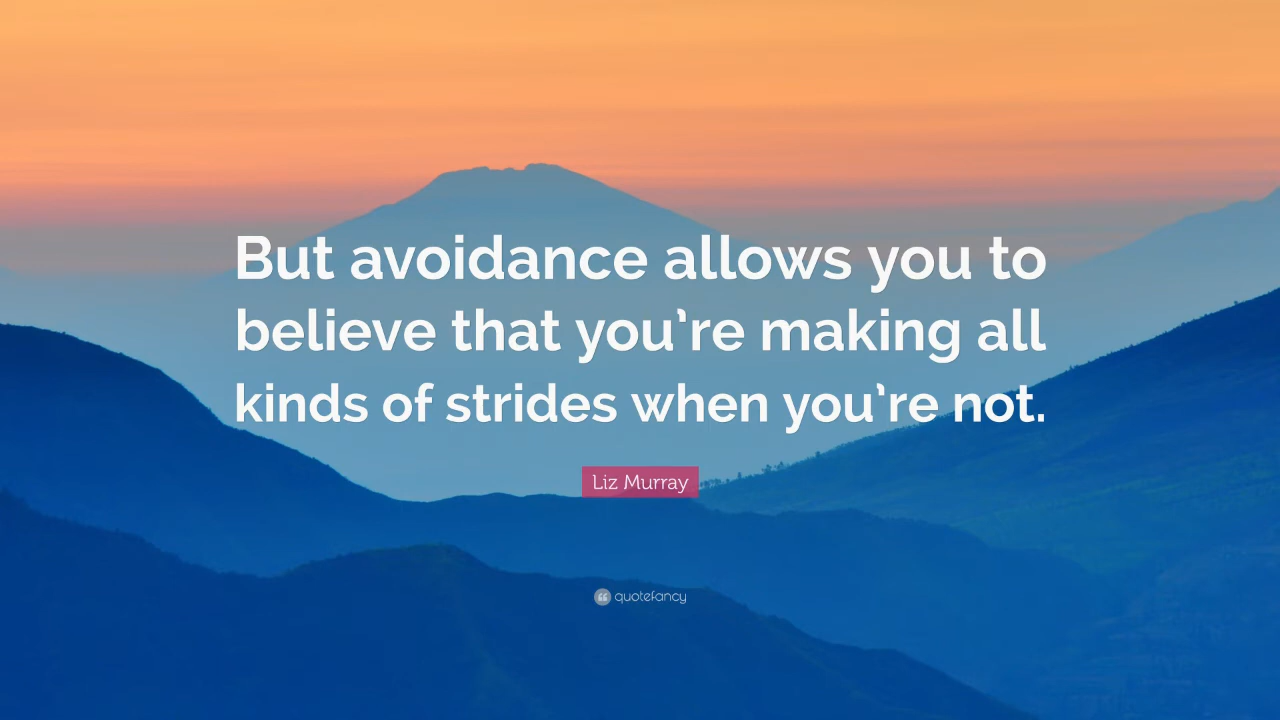 But avoidance allows you to
believe that you’re making all
kinds of strides when you’re not.
Liz Murray
quotefancy